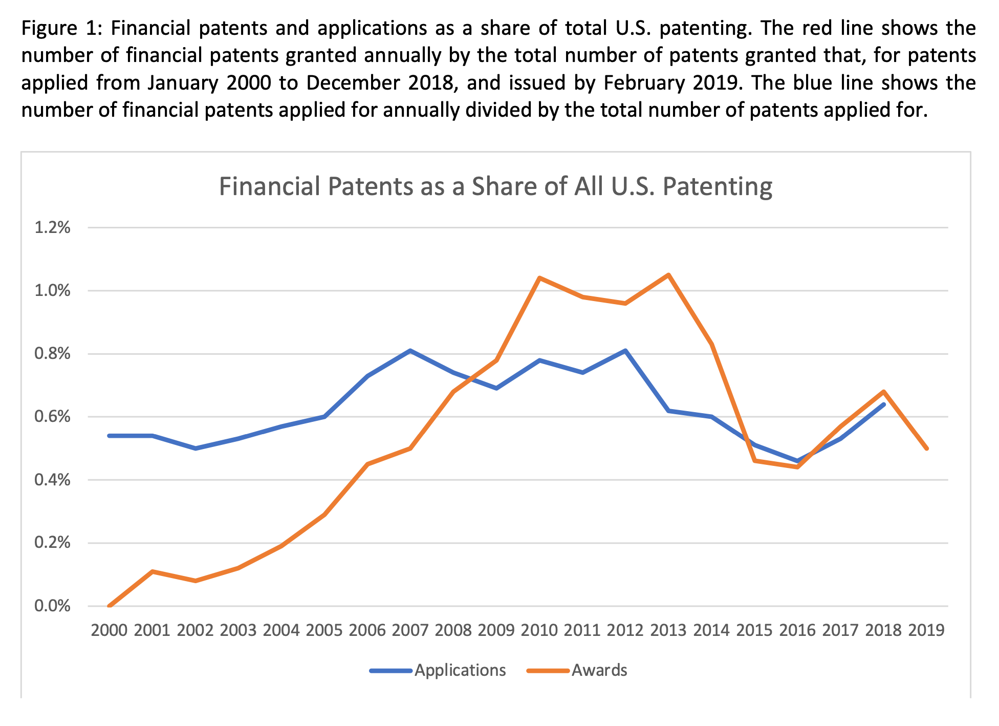 Figure 1: Financial patents and applications as a share of total U.S. patenting. The red line shows the
number of financial patents granted annually by the total number of patents granted that, for patents
applied from January 2000 to December 2018, and issued by February 2019. The blue line shows the
number of financial patents applied for annually divided by the total number of patents applied for.
Financial Patents as a Share of All U.S. Patenting
1.2%
1.0%
0.8%
0.6%
0.4%
0.2%
0.0%
2000 2001 2002 2003 2004 2005 2006 2007 2008 2009 2010 2011 2012 2013 2014 2015 2016 2017 2018 2019
Applications Awards